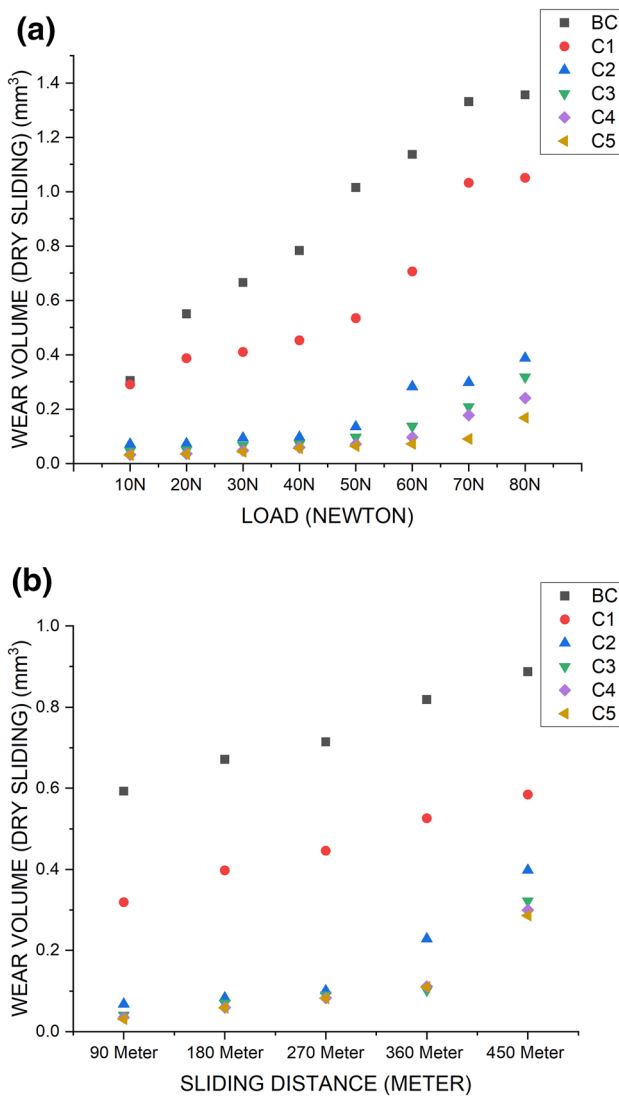 (a)
BC
C1
C2
C3
C4
C5
WEAR VOLUME (DRY SLIDING) (mm³)
1.4
1.2
1.0
0.8
0.6
0.4
0.2
0.0
10N 20N 30N 40N 50N 60N 70N 80N
LOAD (NEWTON)
(b)
BC
C1
C2
C3
C4
C5
WEAR VOLUME (DRY SLIDING) (mm³)
1.0
0.8
0.6
0.4
0.2
0.0
90 Meter 180 Meter 270 Meter 360 Meter 450 Meter
SLIDING DISTANCE (METER)